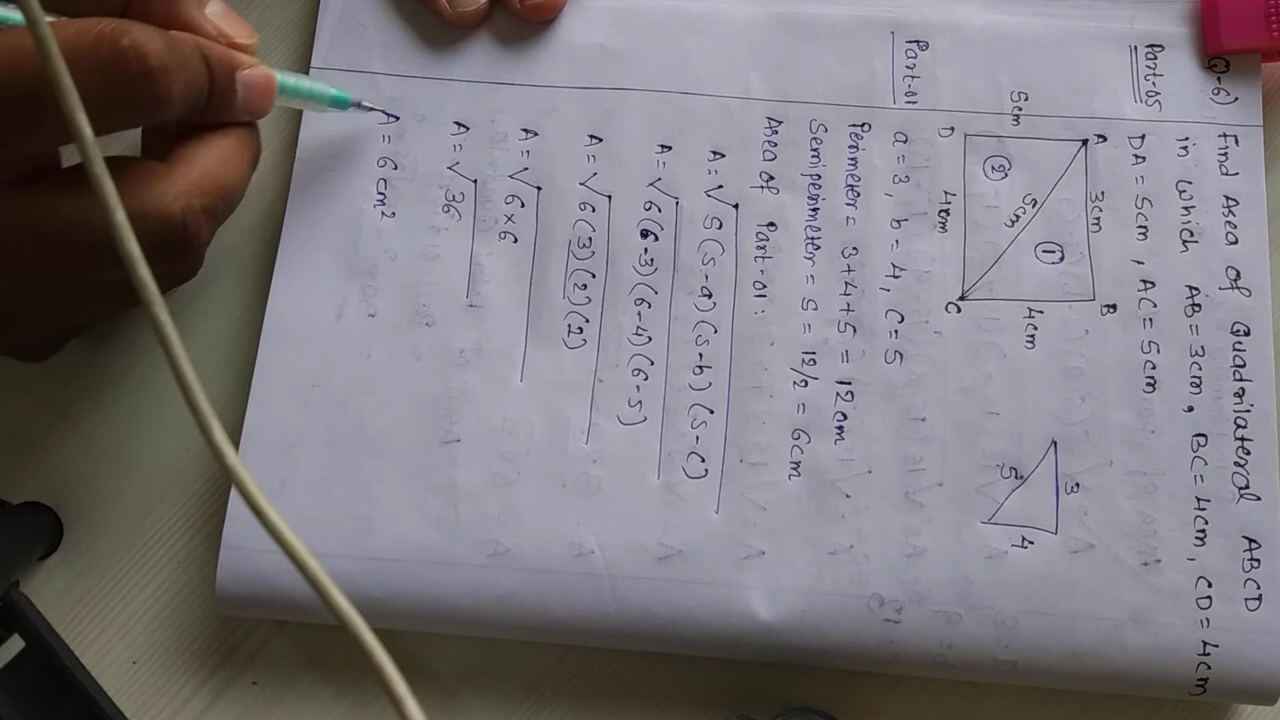 Q-6) Find Area of Quadrilateral ABCD
in which AB=3cm, BC=4cm, CD=4cm
Part-05 DA=5cm, AC=5cm
A 3cm B
5cm ② 5cm ① 4cm
D 4cm C
3
5 4
Part-01
a=3, b=4, c=5
Perimeter = 3+4+5 = 12cm
Semiperimeter = S = 12/2 = 6cm
Area of Part-01:
A=√S(S-a)(S-b)(S-c)
A=√6(6-3)(6-4)(6-5)
A=√6(3)(2)(2)
A=√6×6
A=√36
A=6cm²